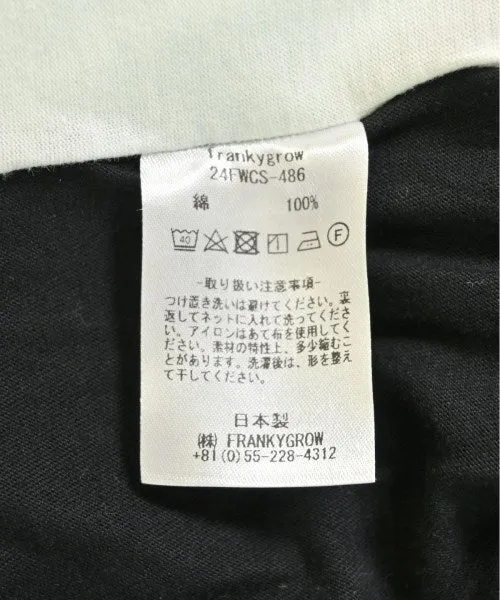 frankygrow
24FWCS-486
綿 100%
40
F
-取り扱い注意事項-
つけ置き洗いは避けてください。裏
返してネットに入れて洗ってくださ
い。アイロンはあて布を使用してく
ださい。素材の特性上、多少縮むこ
とがあります。洗濯後は、形を整え
て干してください。
日本製
(株) FRANKYGROW
+81(0)55-228-4312